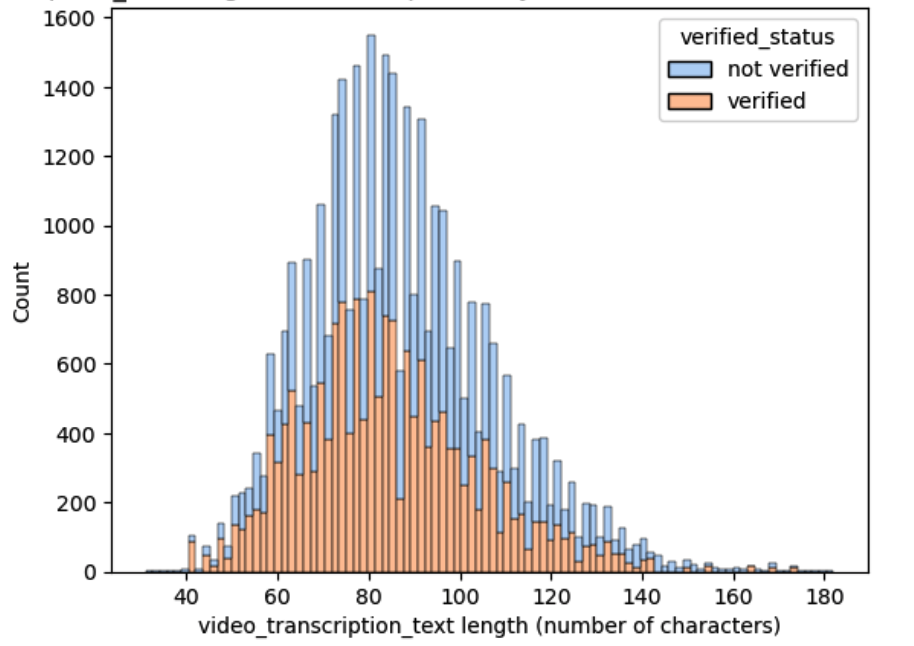 1600
1400
1200
1000
800
600
400
200
0
Count
verified_status
not verified
verified
40 60 80 100 120 140 160 180
video_transcription_text length (number of characters)